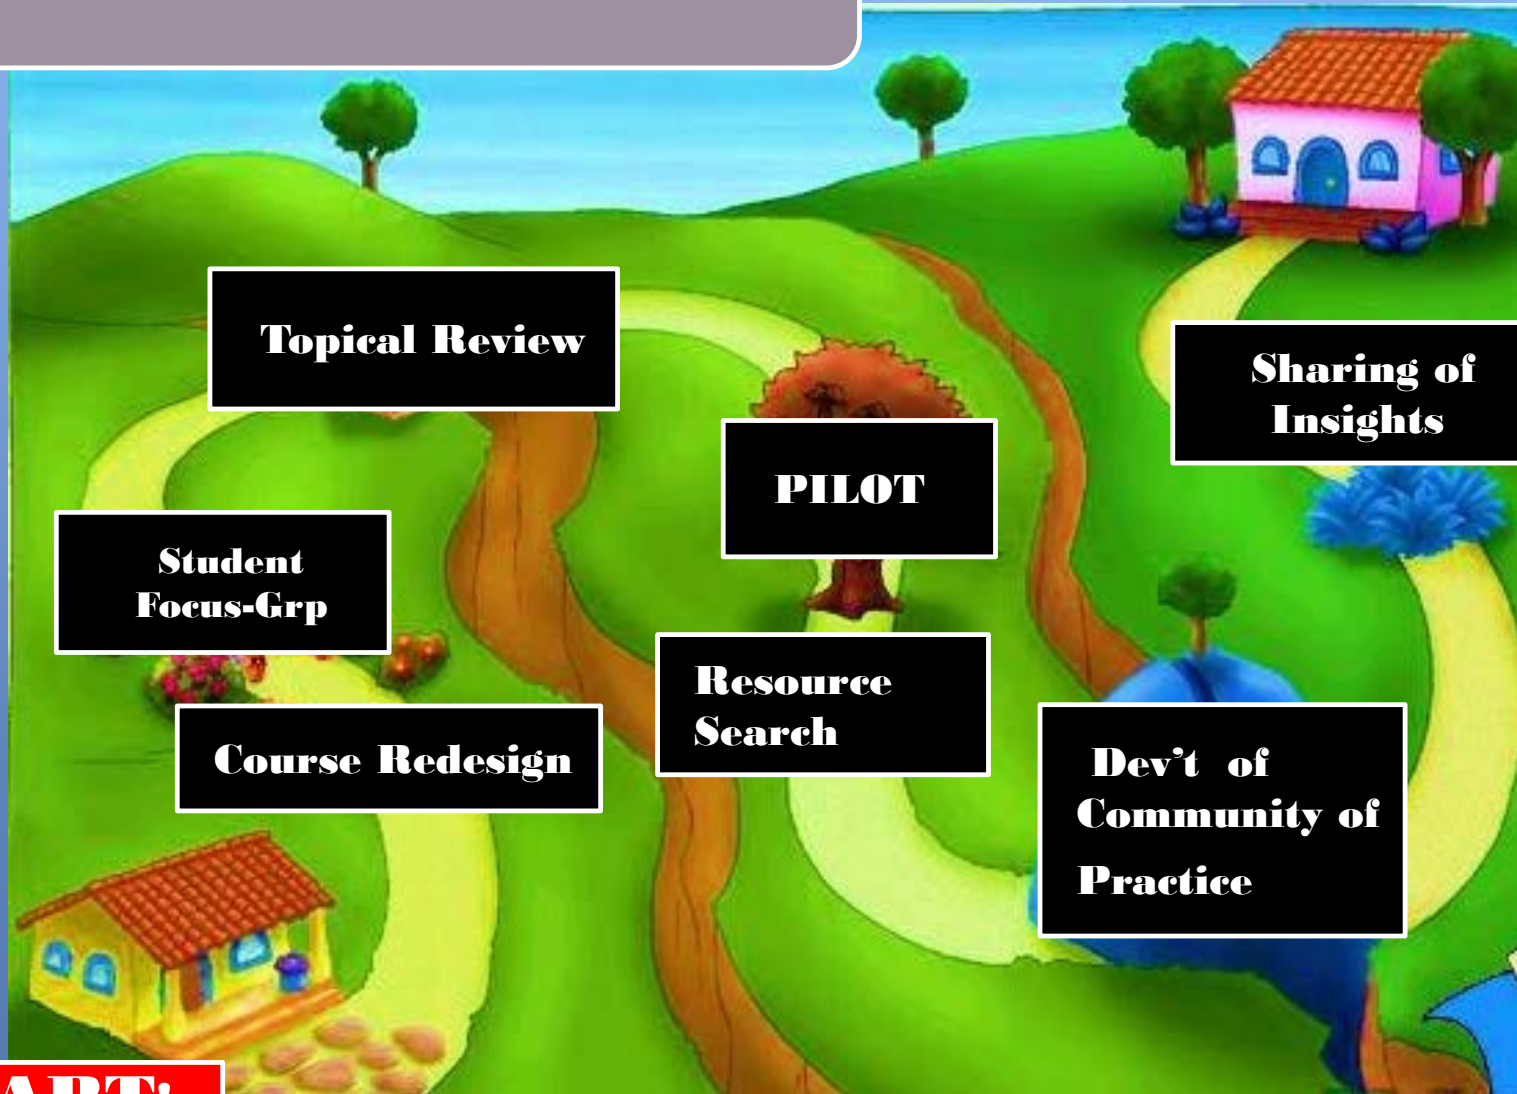 Topical Review
Sharing of
Insights
PILOT
Student
Focus-Grp
Resource
Search
Course Redesign
Dev't of
Community of
Practice